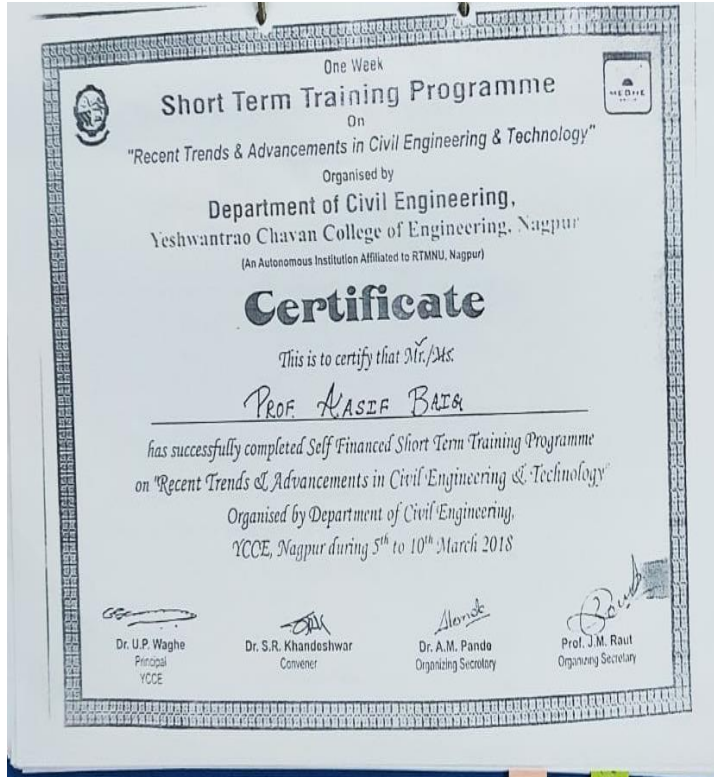 One Week
Short Term Training Programme
On
"Recent Trends & Advancements in Civil Engineering & Technology"
Organised by
Department of Civil Engineering,
Yeshwantrao Chavan College of Engineering, Nagpur
(An Autonomous Institution Affiliated to RTMNU, Nagpur)
Certificate
This is to certify that Mr./Ms.
PROF. AASIF BAIG
has successfully completed Self Financed Short Term Training Programme
on "Recent Trends & Advancements in Civil Engineering & Technology"
Organised by Department of Civil Engineering,
YCCE, Nagpur during 5th to 10th March 2018
Dr. U.P. Waghe
Principal
YCCE
Dr. S.R. Khandeshwar
Convener
Dr. A.M. Pande
Organizing Secretary
Prof. J.M. Raut
Organizing Secretary